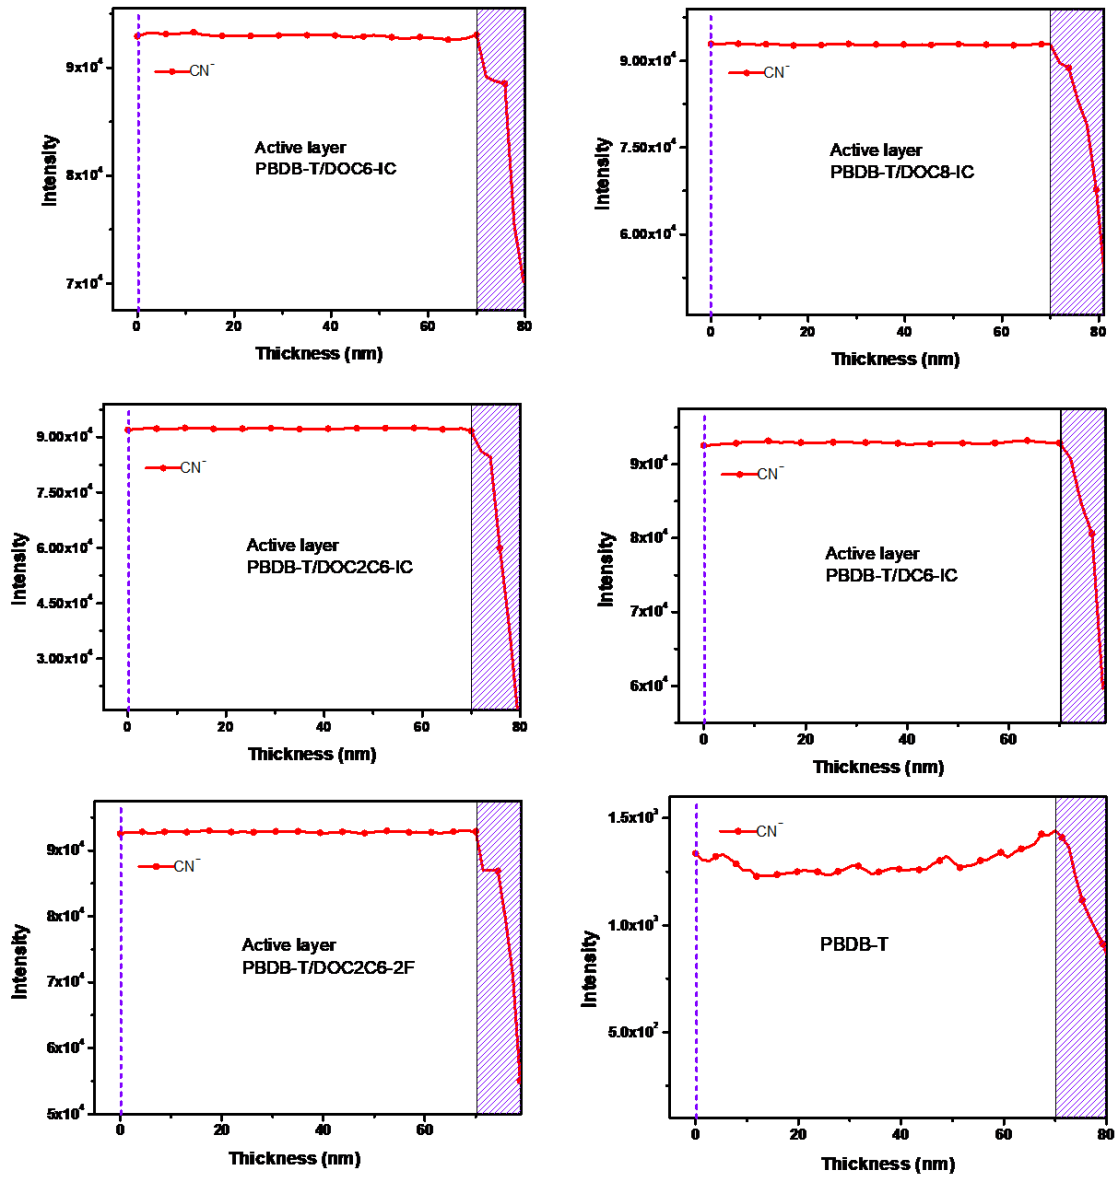 9x10⁴
8x10⁴
7x10⁴
Intensity
CN⁻
Active layer
PBDB-T/DOC6-IC
0 20 40 60 80
Thickness (nm)
9.00x10⁴
7.50x10⁴
6.00x10⁴
Intensity
CN⁻
Active layer
PBDB-T/DOC8-IC
0 20 40 60 80
Thickness (nm)
9.00x10⁴
7.50x10⁴
6.00x10⁴
4.50x10⁴
3.00x10⁴
Intensity
CN⁻
Active layer
PBDB-T/DOC2C6-IC
0 20 40 60 80
Thickness (nm)
9x10⁴
8x10⁴
7x10⁴
6x10⁴
Intensity
CN⁻
Active layer
PBDB-T/DC6-IC
0 20 40 60
Thickness (nm)
9x10⁴
8x10⁴
7x10⁴
6x10⁴
5x10⁴
Intensity
CN⁻
Active layer
PBDB-T/DOC2C6-2F
0 20 40 60
Thickness (nm)
1.5x10³
1.0x10³
5.0x10²
Intensity
CN⁻
PBDB-T
0 20 40 60 80
Thickness (nm)